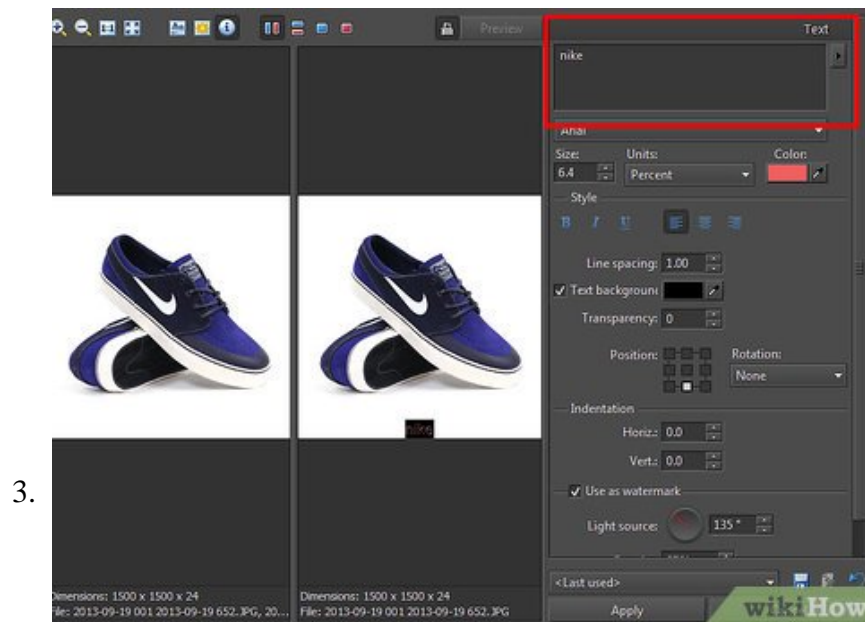 Preview
Text
nike
Arial
Size: Units: Color:
6.4 Percent
Style
B I U
Line spacing: 1.00
Text background
Transparency: 0
Position: Rotation:
None
Indentation
Horiz.: 0.0
Vert.: 0.0
Use as watermark
Light source: 135 °
nike
3.
Dimensions: 1500 x 1500 x 24
File: 2013-09-19 001 2013-09-19 652.JPG, 20...
Dimensions: 1500 x 1500 x 24
File: 2013-09-19 001 2013-09-19 652.JPG
<Last used>
Apply
wikiHow